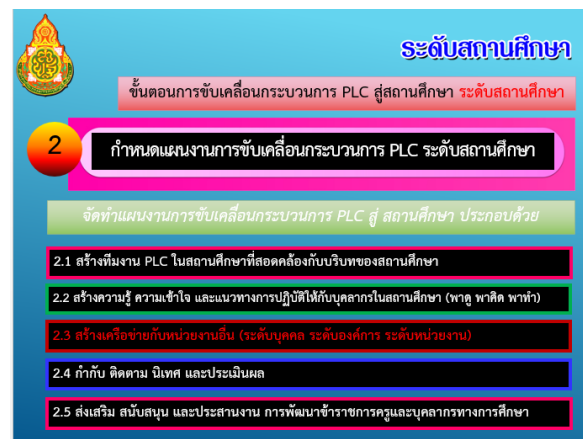 ระดับสถานศึกษา
ขั้นตอนการขับเคลื่อนกระบวนการ PLC สู่สถานศึกษา ระดับสถานศึกษา
2
กำหนดแผนงานการขับเคลื่อนกระบวนการ PLC ระดับสถานศึกษา
จัดทำแผนงานการขับเคลื่อนกระบวนการ PLC สู่ สถานศึกษา ประกอบด้วย
2.1 สร้างทีมงาน PLC ในสถานศึกษาที่สอดคล้องกับบริบทของสถานศึกษา
2.2 สร้างความรู้ ความเข้าใจ และแนวทางการปฏิบัติให้กับบุคลากรในสถานศึกษา (พาดู พาคิด พาทำ)
2.3 สร้างเครือข่ายกับหน่วยงานอื่น (ระดับบุคคล ระดับองค์การ ระดับหน่วยงาน)
2.4 กำกับ ติดตาม นิเทศ และประเมินผล
2.5 ส่งเสริม สนับสนุน และประสานงาน การพัฒนาข้าราชการครูและบุคลากรทางการศึกษา